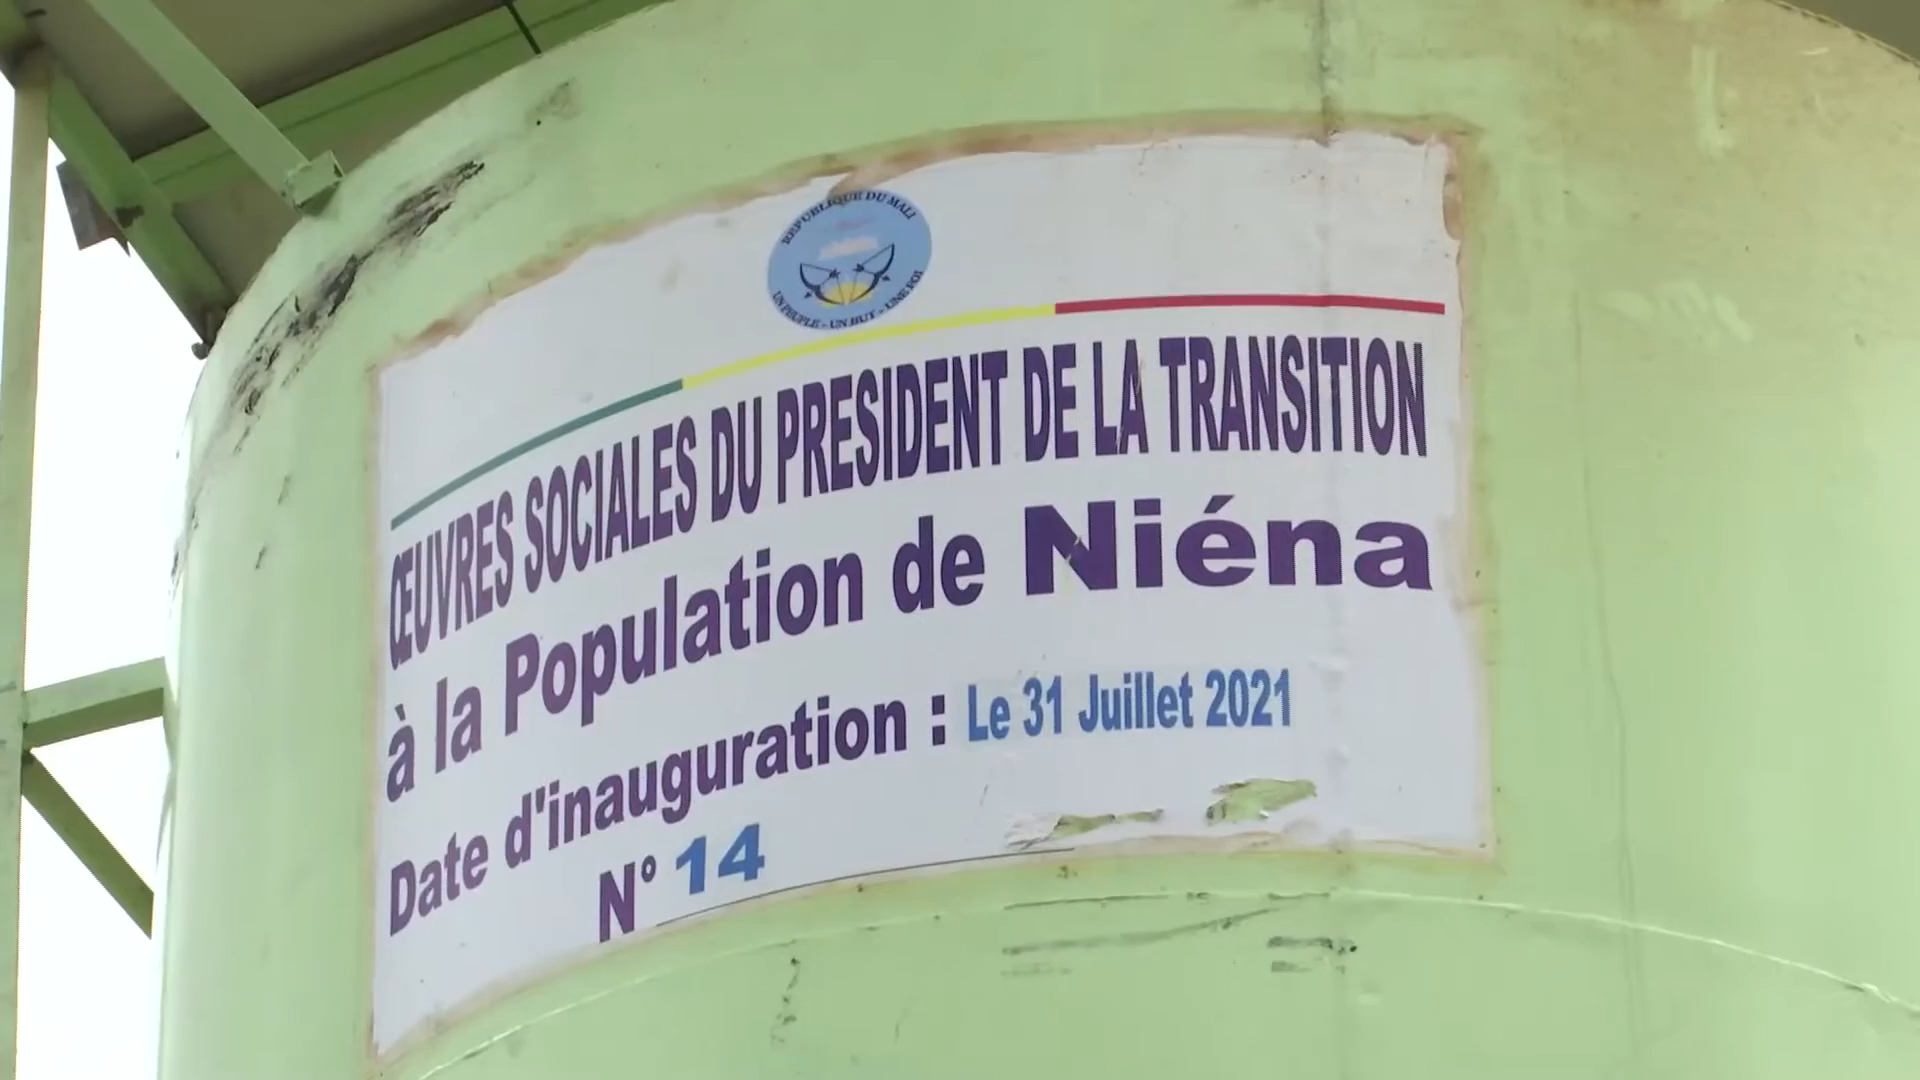 REPUBLIQUE DU MALI
UN PEUPLE - UN BUT - UNE FOI
ŒUVRES SOCIALES DU PRESIDENT DE LA TRANSITION
à la Population de Niéna
Date d'inauguration : Le 31 Juillet 2021
N° 14